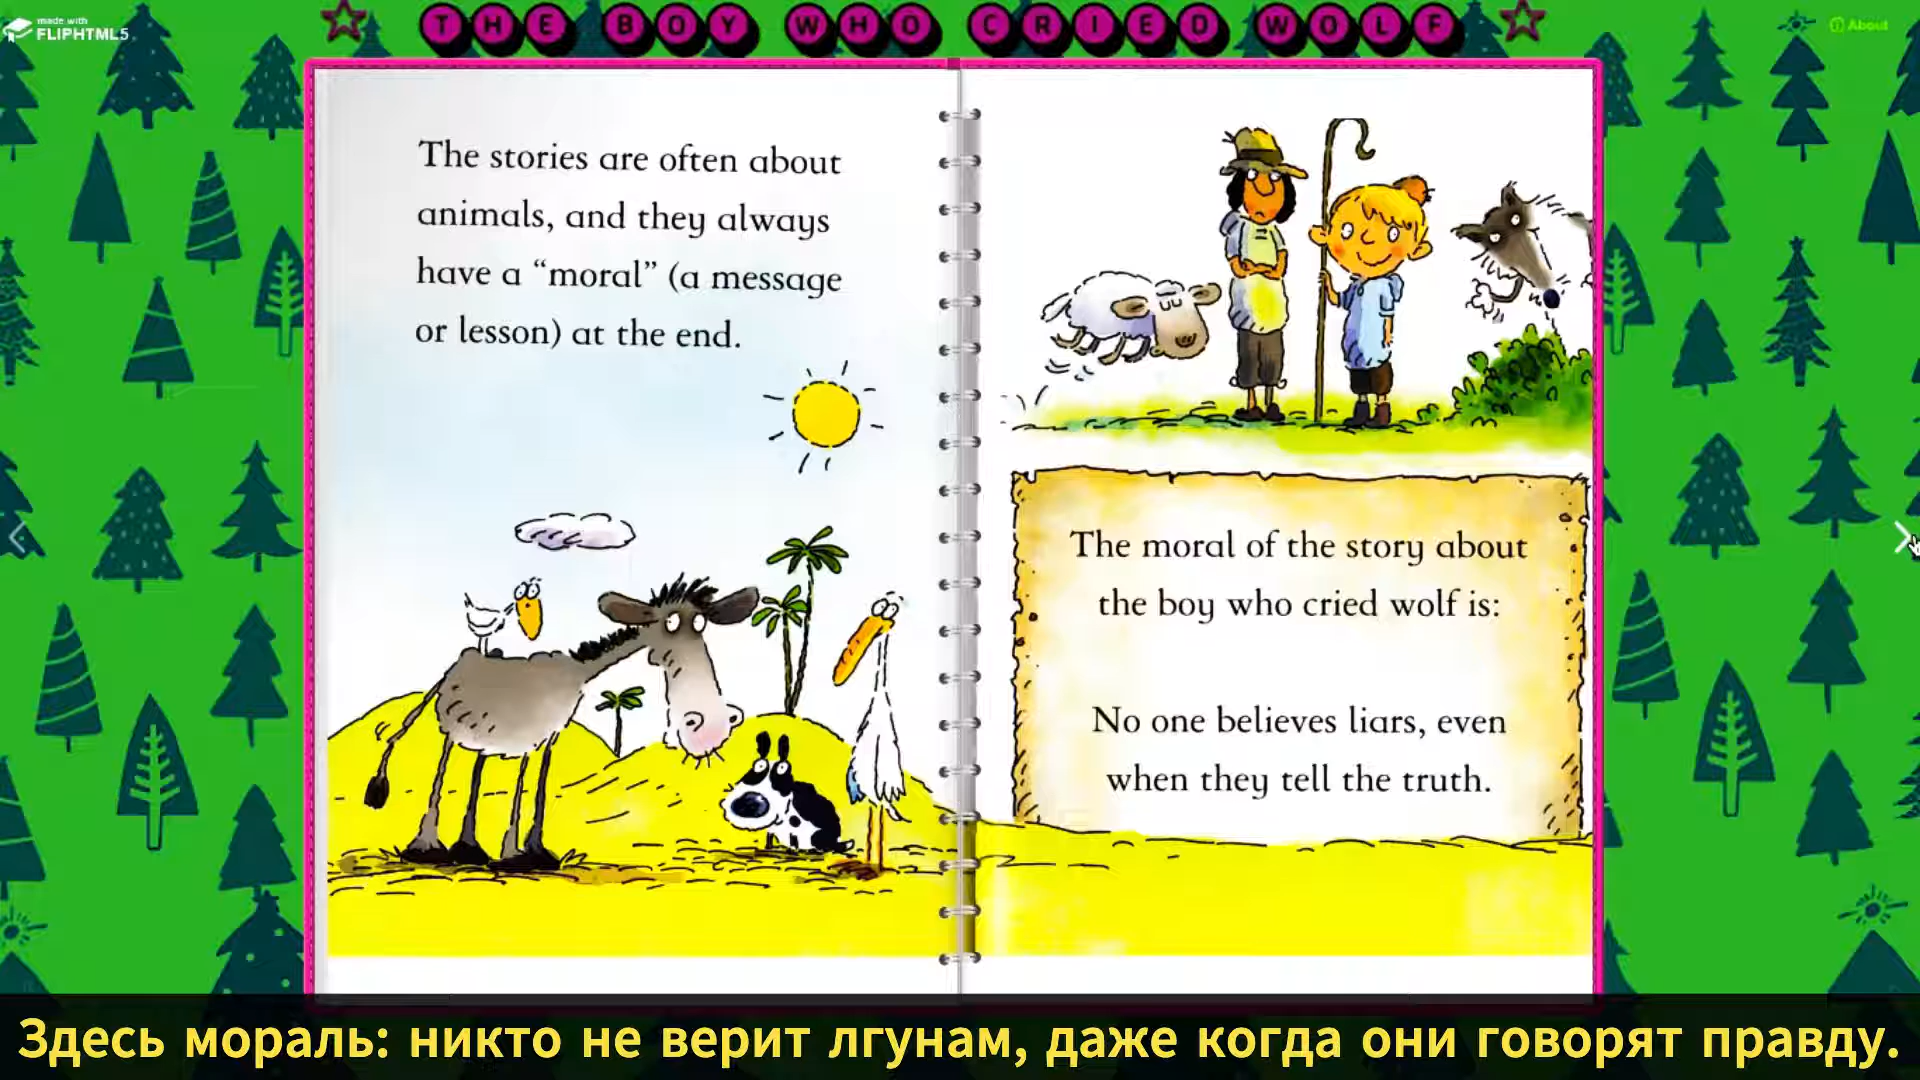 made with
FLIPHTML5
THE BOY WHO CRIED WOLF
About
The stories are often about
animals, and they always
have a “moral” (a message
or lesson) at the end.
The moral of the story about
the boy who cried wolf is:
No one believes liars, even
when they tell the truth.
Здесь мораль: никто не верит лгунам, даже когда они говорят правду.